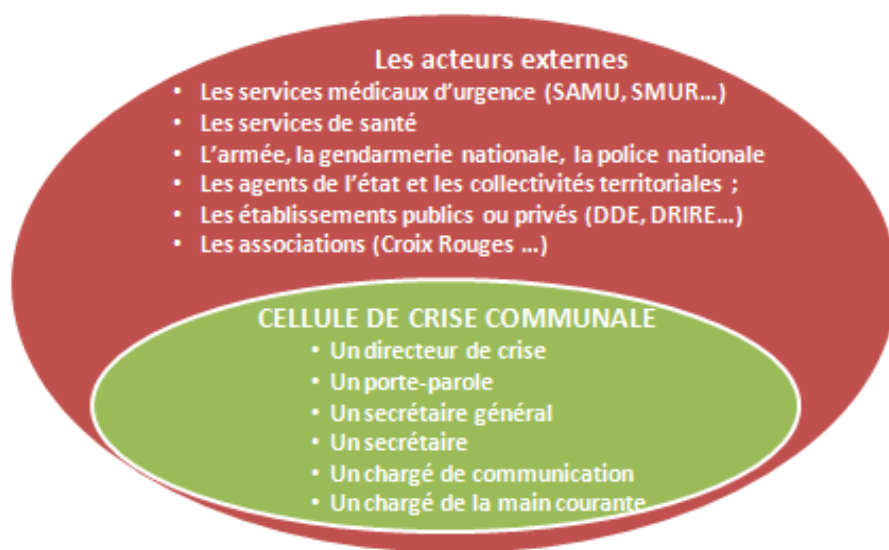 Les acteurs externes
• Les services médicaux d'urgence (SAMU, SMUR…)
• Les services de santé
• L'armée, la gendarmerie nationale, la police nationale
• Les agents de l'état et les collectivités territoriales ;
• Les établissements publics ou privés (DDE, DRIRE…)
• Les associations (Croix Rouges …)
CELLULE DE CRISE COMMUNALE
• Un directeur de crise
• Un porte-parole
• Un secrétaire général
• Un secrétaire
• Un chargé de communication
• Un chargé de la main courante